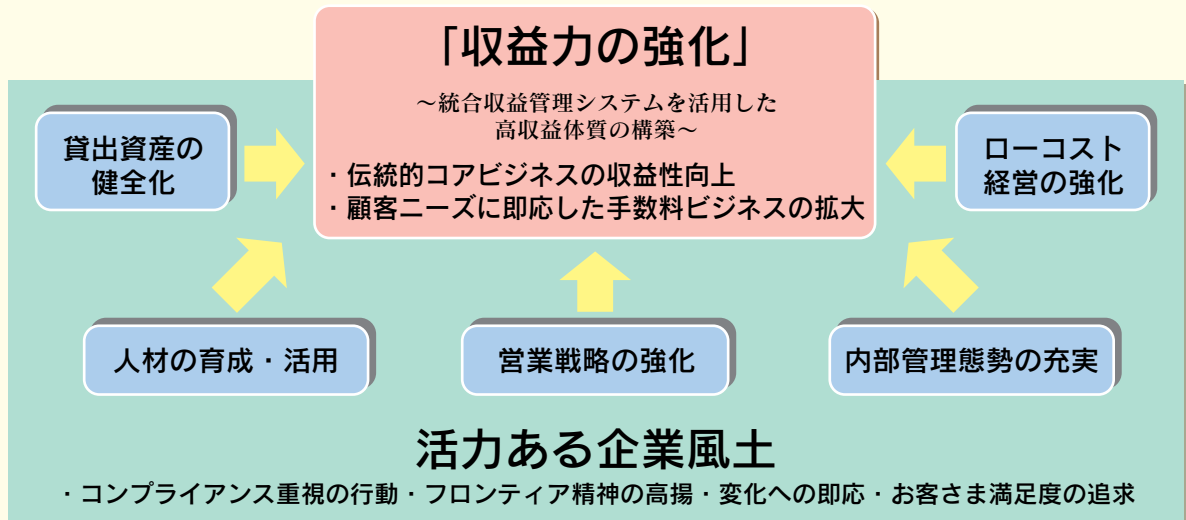 「収益力の強化」
〜統合収益管理システムを活用した
高収益体質の構築〜
・伝統的コアビジネスの収益性向上
・顧客ニーズに即応した手数料ビジネスの拡大
貸出資産の
健全化
ローコスト
経営の強化
人材の育成・活用
営業戦略の強化
内部管理態勢の充実
活力ある企業風土
・コンプライアンス重視の行動・フロンティア精神の高揚・変化への即応・お客さま満足度の追求